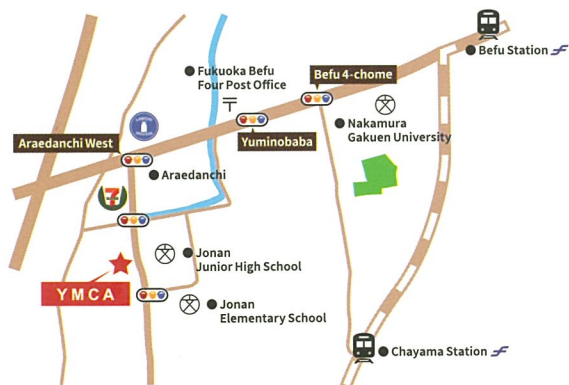 Befu Station
Fukuoka Befu
Four Post Office
Befu 4-chome
Nakamura
Gakuen University
Yuminobaba
Araedanchi West
Araedanchi
7
Jonan
Junior High School
YMCA
Jonan
Elementary School
Chayama Station